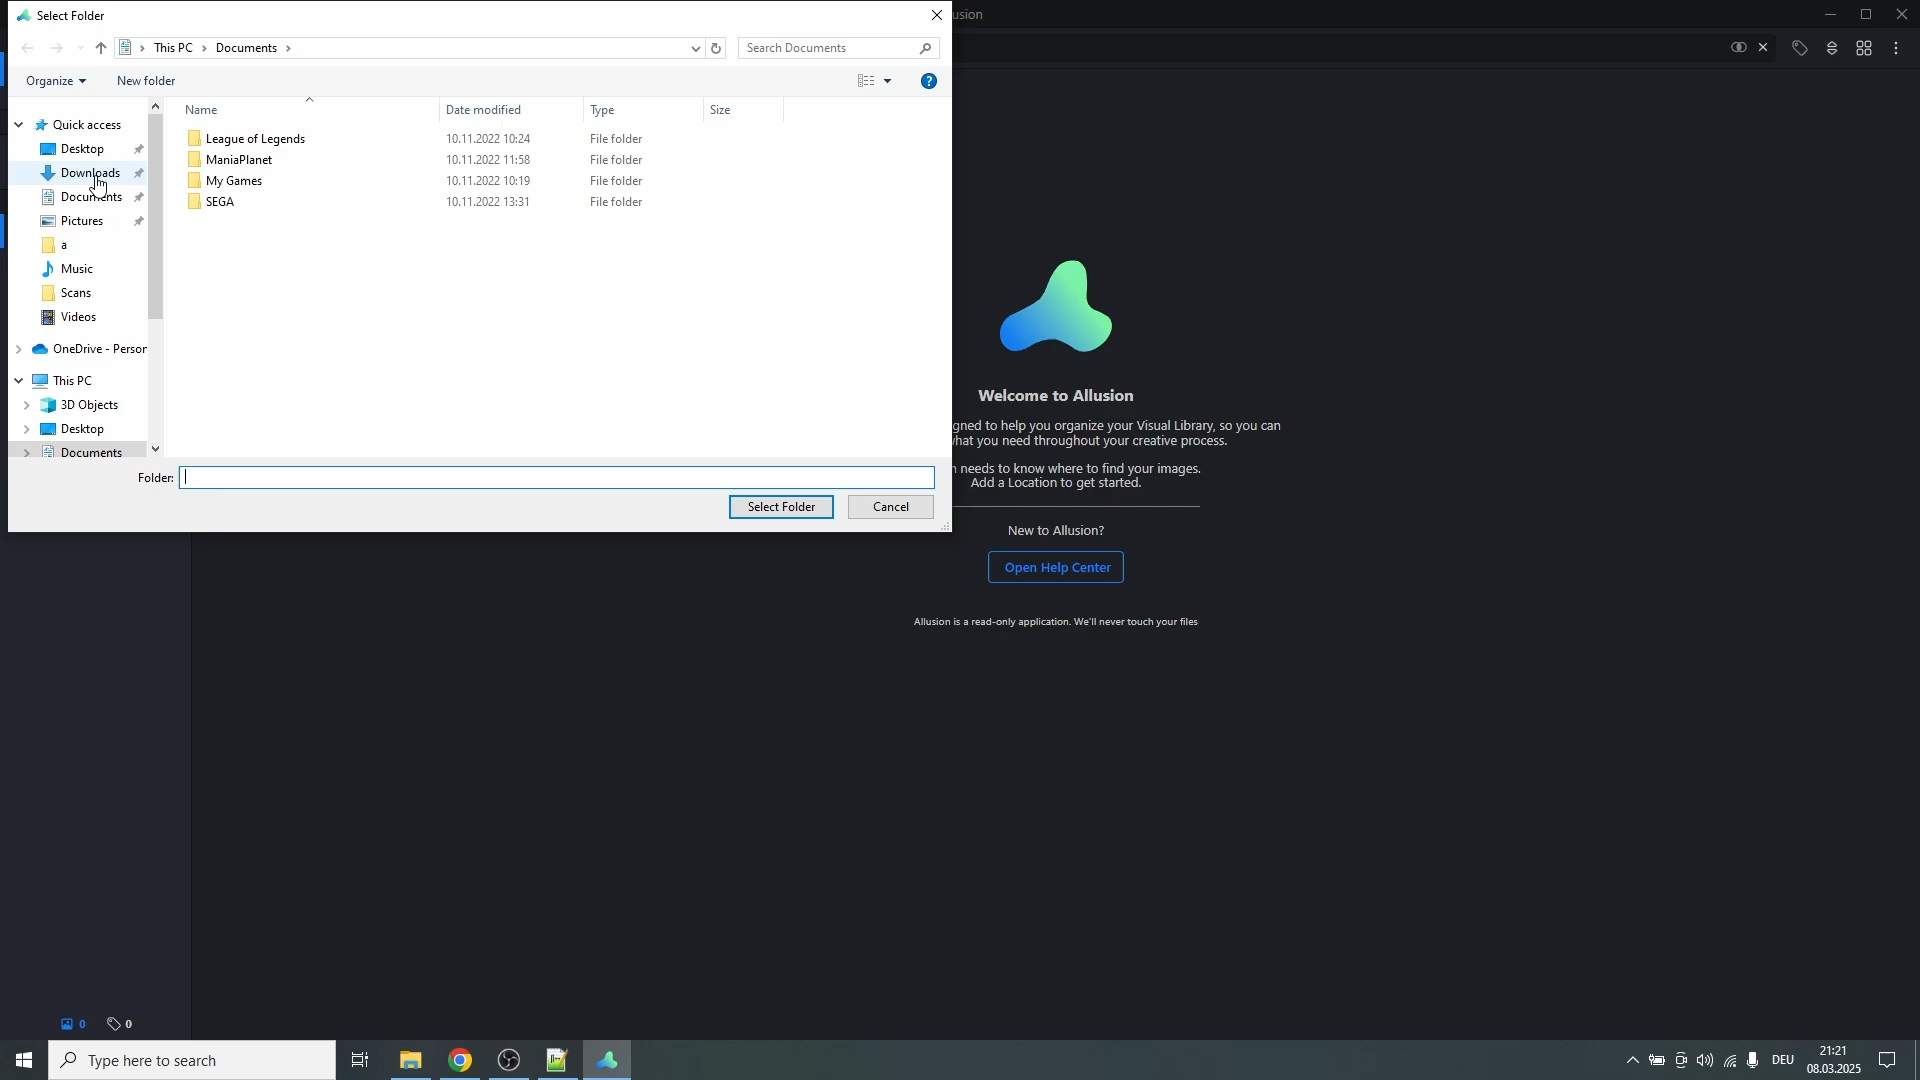 Select Folder
usion
This PC
Documents
Search Documents
Organize
New folder
?
Name
Date modified
Type
Size
Quick access
Desktop
Downloads
Documents
Pictures
a
Music
Scans
Videos
OneDrive - Person
This PC
3D Objects
Desktop
Documents
League of Legends 10.11.2022 10:24 File folder
ManiaPlanet 10.11.2022 11:58 File folder
My Games 10.11.2022 10:19 File folder
SEGA 10.11.2022 13:31 File folder
Folder:
Select Folder
Cancel
Welcome to Allusion
gned to help you organize your Visual Library, so you can
what you need throughout your creative process.
n needs to know where to find your images.
Add a Location to get started.
New to Allusion?
Open Help Center
Allusion is a read-only application. We'll never touch your files
0
0
Type here to search
DEU
21:21
08.03.2025